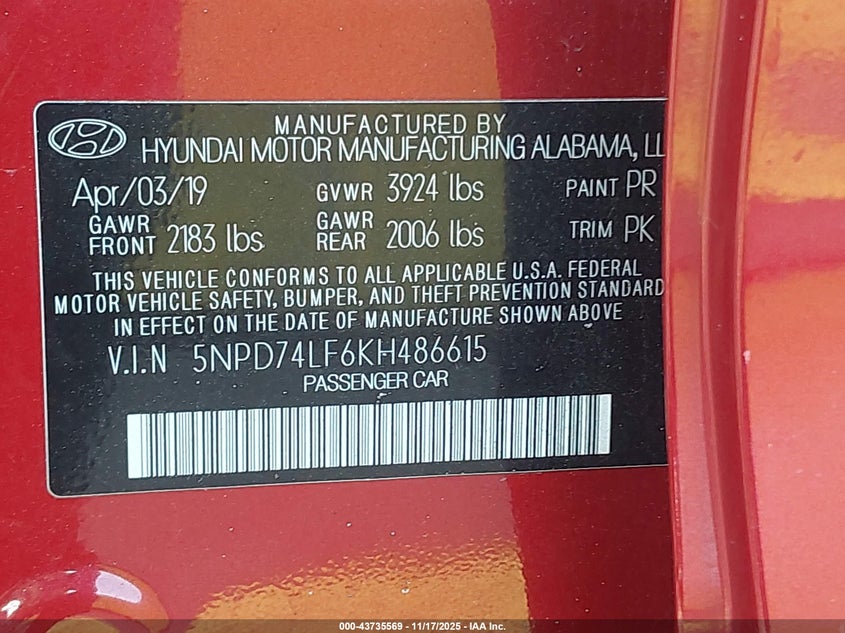 MANUFACTURED BY
HYUNDAI MOTOR MANUFACTURING ALABAMA, LL
Apr/03/19 GVWR 3924 lbs PAINT PR
GAWR FRONT 2183 lbs GAWR REAR 2006 lbs TRIM PK
THIS VEHICLE CONFORMS TO ALL APPLICABLE U.S.A. FEDERAL
MOTOR VEHICLE SAFETY, BUMPER, AND THEFT PREVENTION STANDARD
IN EFFECT ON THE DATE OF MANUFACTURE SHOWN ABOVE
V.I.N 5NPD74LF6KH486615
PASSENGER CAR
000-43735569 - 11/17/2025 - IAA Inc.